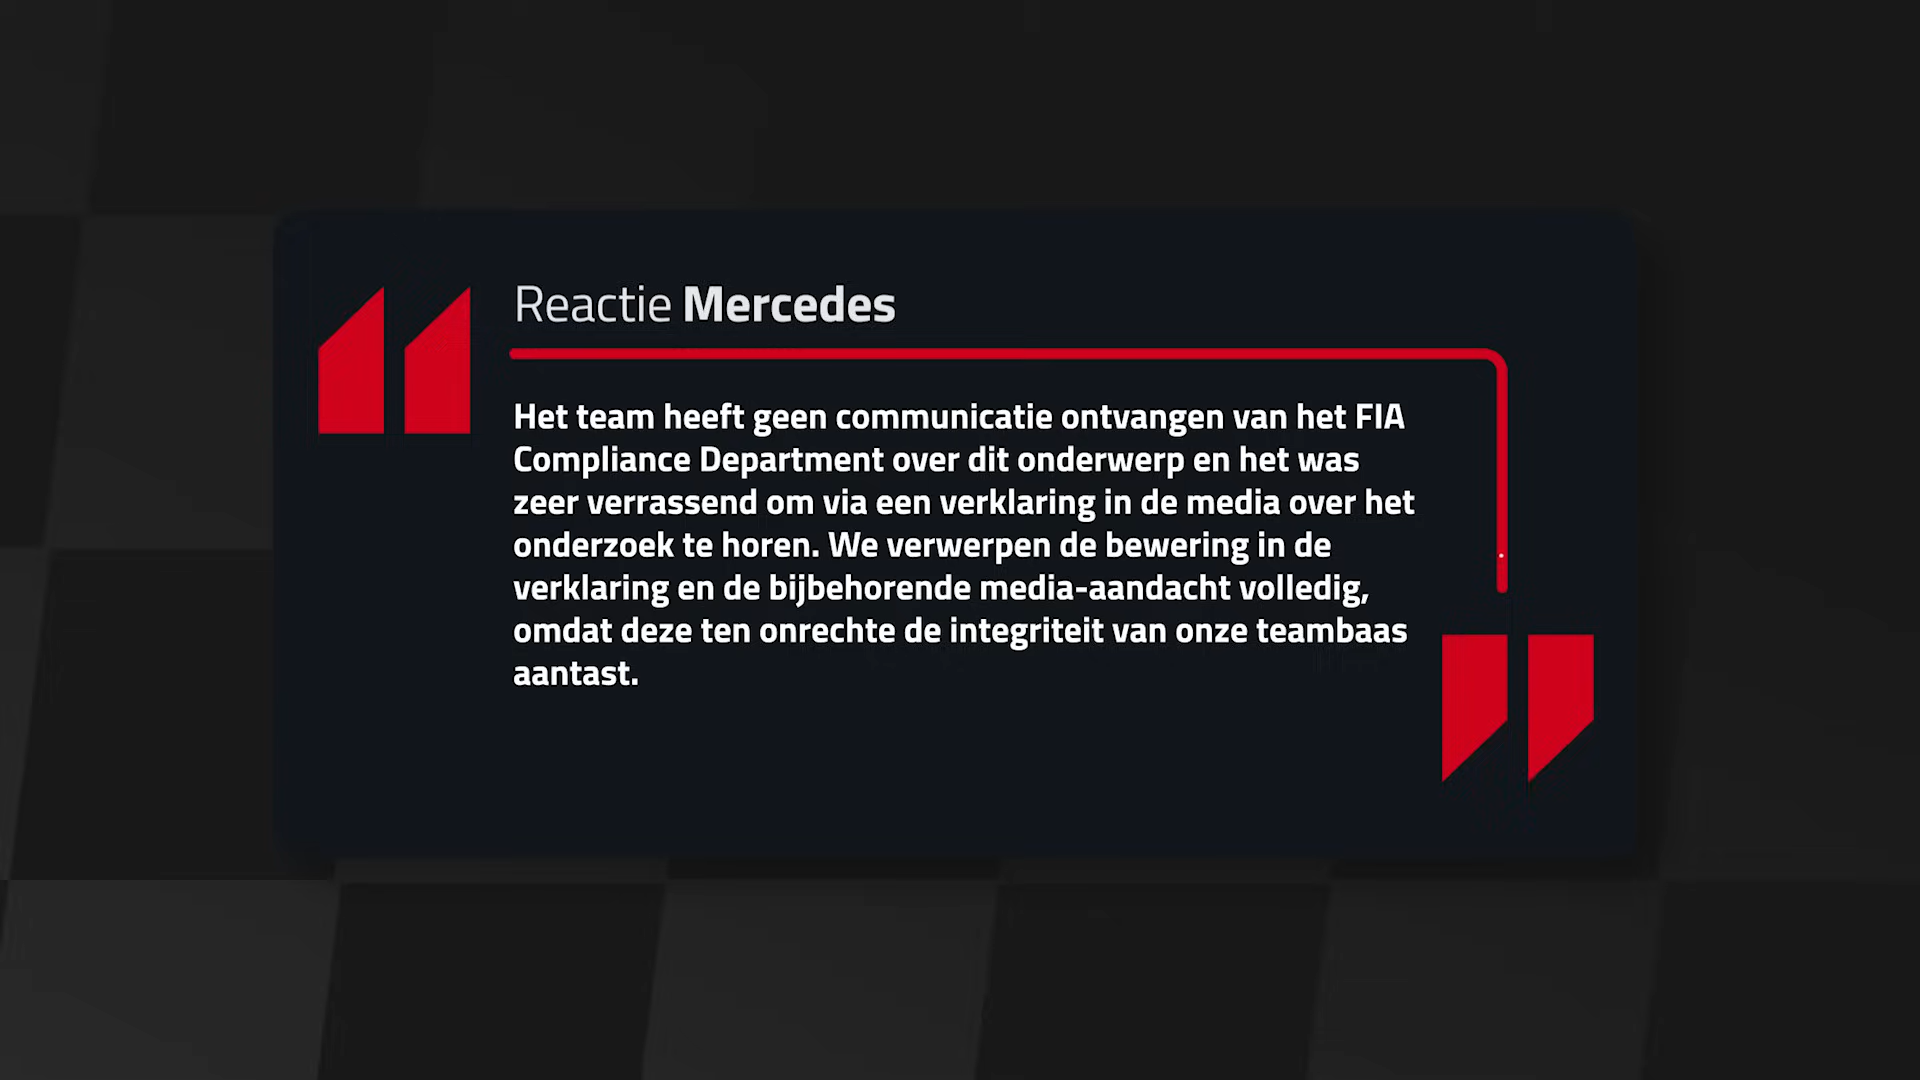 Reactie Mercedes
Het team heeft geen communicatie ontvangen van het FIA
Compliance Department over dit onderwerp en het was
zeer verrassend om via een verklaring in de media over het
onderzoek te horen. We verwerpen de bewering in de
verklaring en de bijbehorende media-aandacht volledig,
omdat deze ten onrechte de integriteit van onze teambaas
aantast.